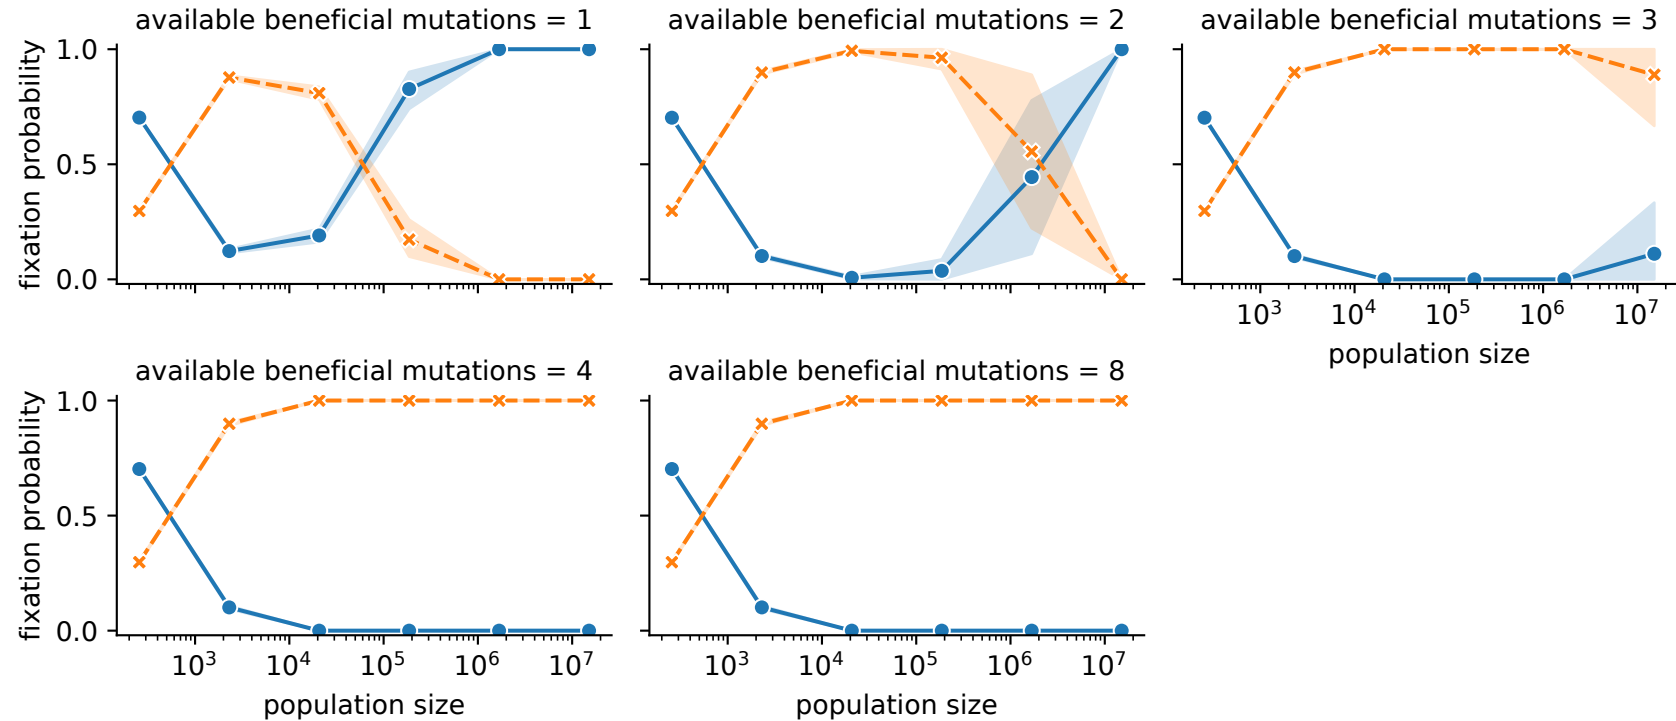 available beneficial mutations = 1
available beneficial mutations = 2
available beneficial mutations = 3
fixation probability
1.0
0.5
0.0
10³ 10⁴ 10⁵ 10⁶ 10⁷
population size
available beneficial mutations = 4
available beneficial mutations = 8
fixation probability
1.0
0.5
0.0
10³ 10⁴ 10⁵ 10⁶ 10⁷
10³ 10⁴ 10⁵ 10⁶ 10⁷
population size
population size